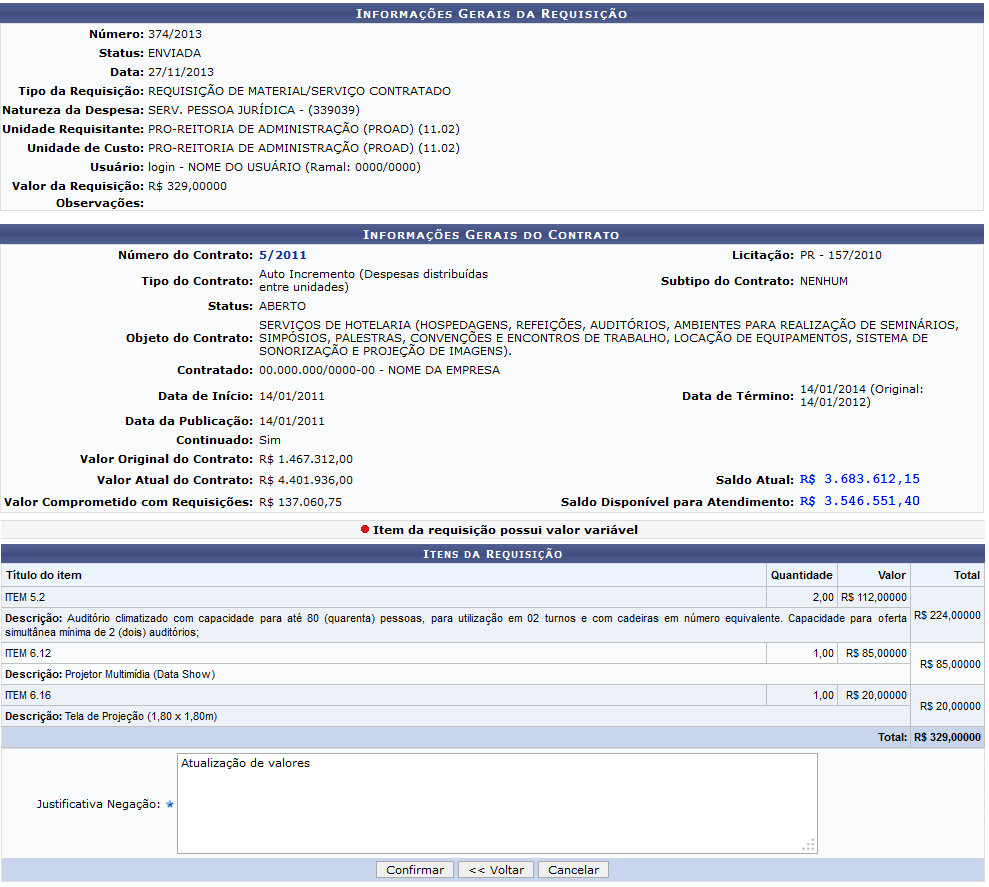 Informações Gerais da Requisição
Número: 374/2013
Status: ENVIADA
Data: 27/11/2013
Tipo da Requisição: REQUISIÇÃO DE MATERIAL/SERVIÇO CONTRATADO
Natureza da Despesa: SERV. PESSOA JURÍDICA - (339039)
Unidade Requisitante: PRO-REITORIA DE ADMINISTRAÇÃO (PROAD) (11.02)
Unidade de Custo: PRO-REITORIA DE ADMINISTRAÇÃO (PROAD) (11.02)
Usuário: login - NOME DO USUÁRIO (Ramal: 0000/0000)
Valor da Requisição: R$ 329,00000
Observações:
Informações Gerais do Contrato
Número do Contrato: 5/2011 Licitação: PR - 157/2010
Tipo do Contrato: Auto Incremento (Despesas distribuídas
entre unidades) Subtipo do Contrato: NENHUM
Status: ABERTO
Objeto do Contrato: SERVIÇOS DE HOTELARIA (HOSPEDAGENS, REFEIÇÕES, AUDITÓRIOS, AMBIENTES PARA REALIZAÇÃO DE SEMINÁRIOS,
SIMPÓSIOS, PALESTRAS, CONVENÇÕES E ENCONTROS DE TRABALHO, LOCAÇÃO DE EQUIPAMENTOS, SISTEMA DE
SONORIZAÇÃO E PROJEÇÃO DE IMAGENS).
Contratado: 00.000.000/0000-00 - NOME DA EMPRESA
Data de Início: 14/01/2011 Data de Término: 14/01/2014 (Original:
14/01/2012)
Data da Publicação: 14/01/2011
Continuado: Sim
Valor Original do Contrato: R$ 1.467.312,00
Valor Atual do Contrato: R$ 4.401.936,00 Saldo Atual: R$ 3.683.612,15
Valor Comprometido com Requisições: R$ 137.060,75 Saldo Disponível para Atendimento: R$ 3.546.551,40
Item da requisição possui valor variável
Itens da Requisição
Título do item Quantidade Valor Total
ITEM 5.2 2,00 R$ 112,00000 R$ 224,00000
Descrição: Auditório climatizado com capacidade para até 80 (quarenta) pessoas, para utilização em 02 turnos e com cadeiras em número equivalente. Capacidade para oferta
simultânea mínima de 2 (dois) auditórios;
ITEM 6.12 1,00 R$ 85,00000 R$ 85,00000
Descrição: Projetor Multimídia (Data Show)
ITEM 6.16 1,00 R$ 20,00000 R$ 20,00000
Descrição: Tela de Projeção (1,80 x 1,80m)
Total: R$ 329,00000
Justificativa Negação: Atualização de valores
Confirmar << Voltar Cancelar